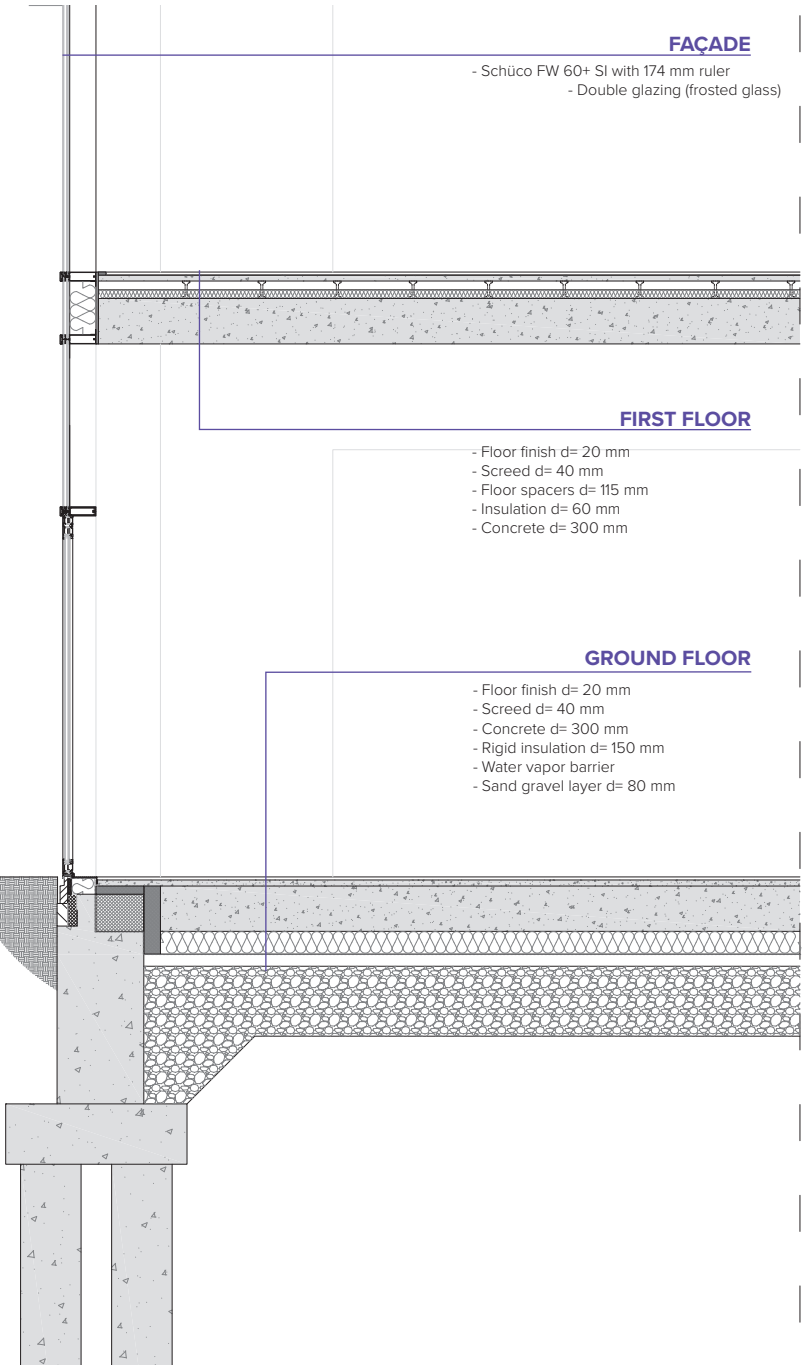 FAÇADE
- Schüco FW 60+ SI with 174 mm ruler
- Double glazing (frosted glass)
FIRST FLOOR
- Floor finish d= 20 mm
- Screed d= 40 mm
- Floor spacers d= 115 mm
- Insulation d= 60 mm
- Concrete d= 300 mm
GROUND FLOOR
- Floor finish d= 20 mm
- Screed d= 40 mm
- Concrete d= 300 mm
- Rigid insulation d= 150 mm
- Water vapor barrier
- Sand gravel layer d= 80 mm